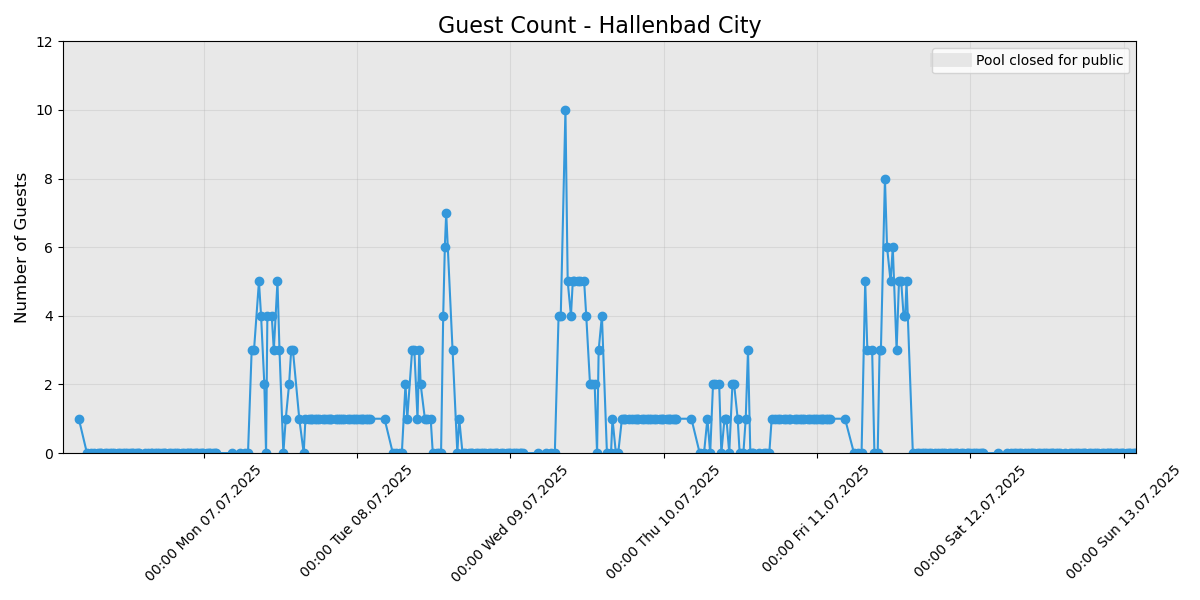 Guest Count - Hallenbad City
Pool closed for public
Number of Guests
12
10
8
6
4
2
0
00:00 Mon 07.07.2025
00:00 Tue 08.07.2025
00:00 Wed 09.07.2025
00:00 Thu 10.07.2025
00:00 Fri 11.07.2025
00:00 Sat 12.07.2025
00:00 Sun 13.07.2025